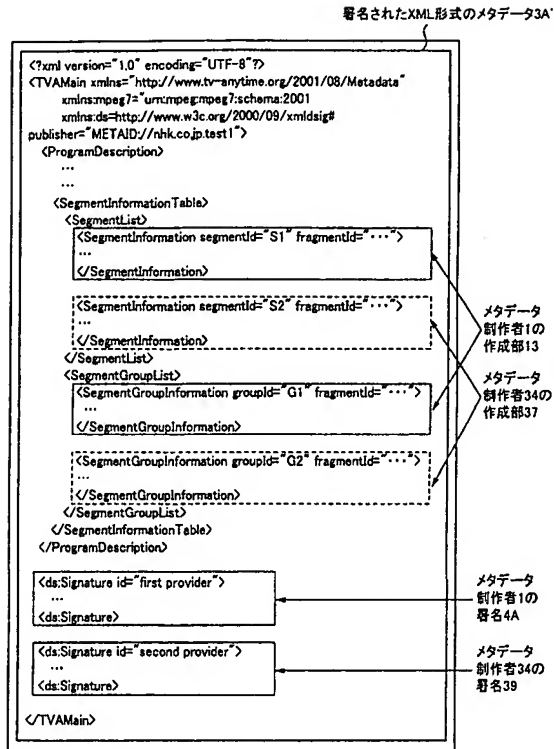 署名されたXML形式のメタデータ3A'
<?xml version="1.0" encoding="UTF-8"?>
<TVAMain xmlns="http://www.tv-anytime.org/2001/08/Metadata"
xmlns:mpeg7="urn:mpeg:mpeg7:schema:2001
xmlns:ds=http://www.w3c.org/2000/09/xmldsig#
publisher="METAID://nhk.co.jp.test1">
<ProgramDescription>
...
...
<SegmentInformationTable>
<SegmentList>
<SegmentInformation segmentId="S1" fragmentId="・・・">
...
</SegmentInformation>
<SegmentInformation segmentId="S2" fragmentId="・・・">
...
</SegmentInformation>
</SegmentList>
<SegmentGroupList>
<SegmentGroupInformation groupId="G1" fragmentId="・・・">
...
</SegmentGroupInformation>
<SegmentGroupInformation groupId="G2" fragmentId="・・・">
...
</SegmentGroupInformation>
</SegmentGroupList>
</SegmentInformationTable>
</ProgramDescription>
<ds:Signature id="first provider">
...
<ds:Signature>
<ds:Signature id="second provider">
...
<ds:Signature>
</TVAMain>
メタデータ
制作者1の
作成部13
メタデータ
制作者34の
作成部37
メタデータ
制作者1の
署名4A
メタデータ
制作者34の
署名39